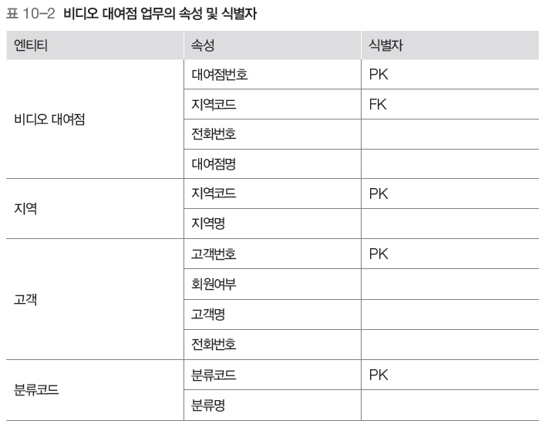 표 10-2 비디오 대여점 업무의 속성 및 식별자
엔티티 속성 식별자
비디오 대여점 대여점번호 PK
지역코드 FK
전화번호
대여점명
지역 지역코드 PK
지역명
고객 고객번호 PK
회원여부
고객명
전화번호
분류코드 분류코드 PK
분류명